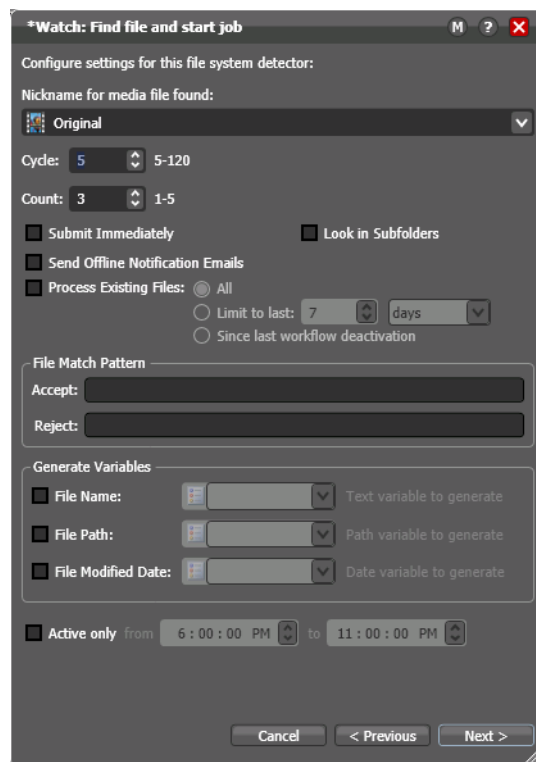 *Watch: Find file and start job M ?
Configure settings for this file system detector:
Nickname for media file found:
Original
Cycle: 5 5-120
Count: 3 1-5
Submit Immediately Look in Subfolders
Send Offline Notification Emails
Process Existing Files: All
Limit to last: 7 days
Since last workflow deactivation
File Match Pattern
Accept:
Reject:
Generate Variables
File Name: Text variable to generate
File Path: Path variable to generate
File Modified Date: Date variable to generate
Active only from 6 : 00 : 00 PM to 11 : 00 : 00 PM
Cancel < Previous Next >